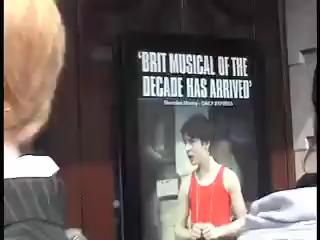 'BRIT MUSICAL OF THE
DECADE HAS ARRIVED'
DAILY EXPRESS